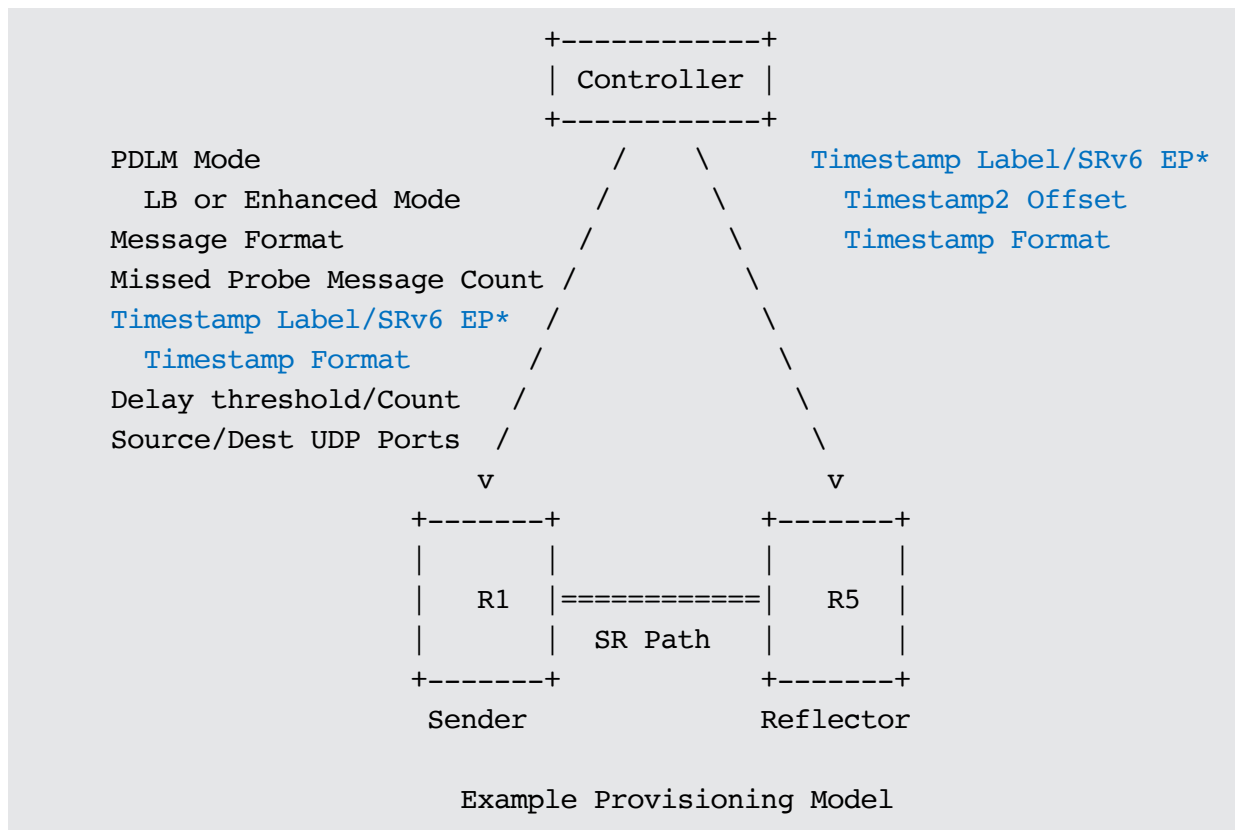 +------------+
| Controller |
+------------+
PDLM Mode / \ Timestamp Label/SRv6 EP*
LB or Enhanced Mode / \ Timestamp2 Offset
Message Format / \ Timestamp Format
Missed Probe Message Count / \
Timestamp Label/SRv6 EP* / \
Timestamp Format / \
Delay threshold/Count / \
Source/Dest UDP Ports / \
v v
+-------+ +-------+
| | | |
| R1 |============| R5 |
| | SR Path | |
+-------+ +-------+
Sender Reflector
Example Provisioning Model